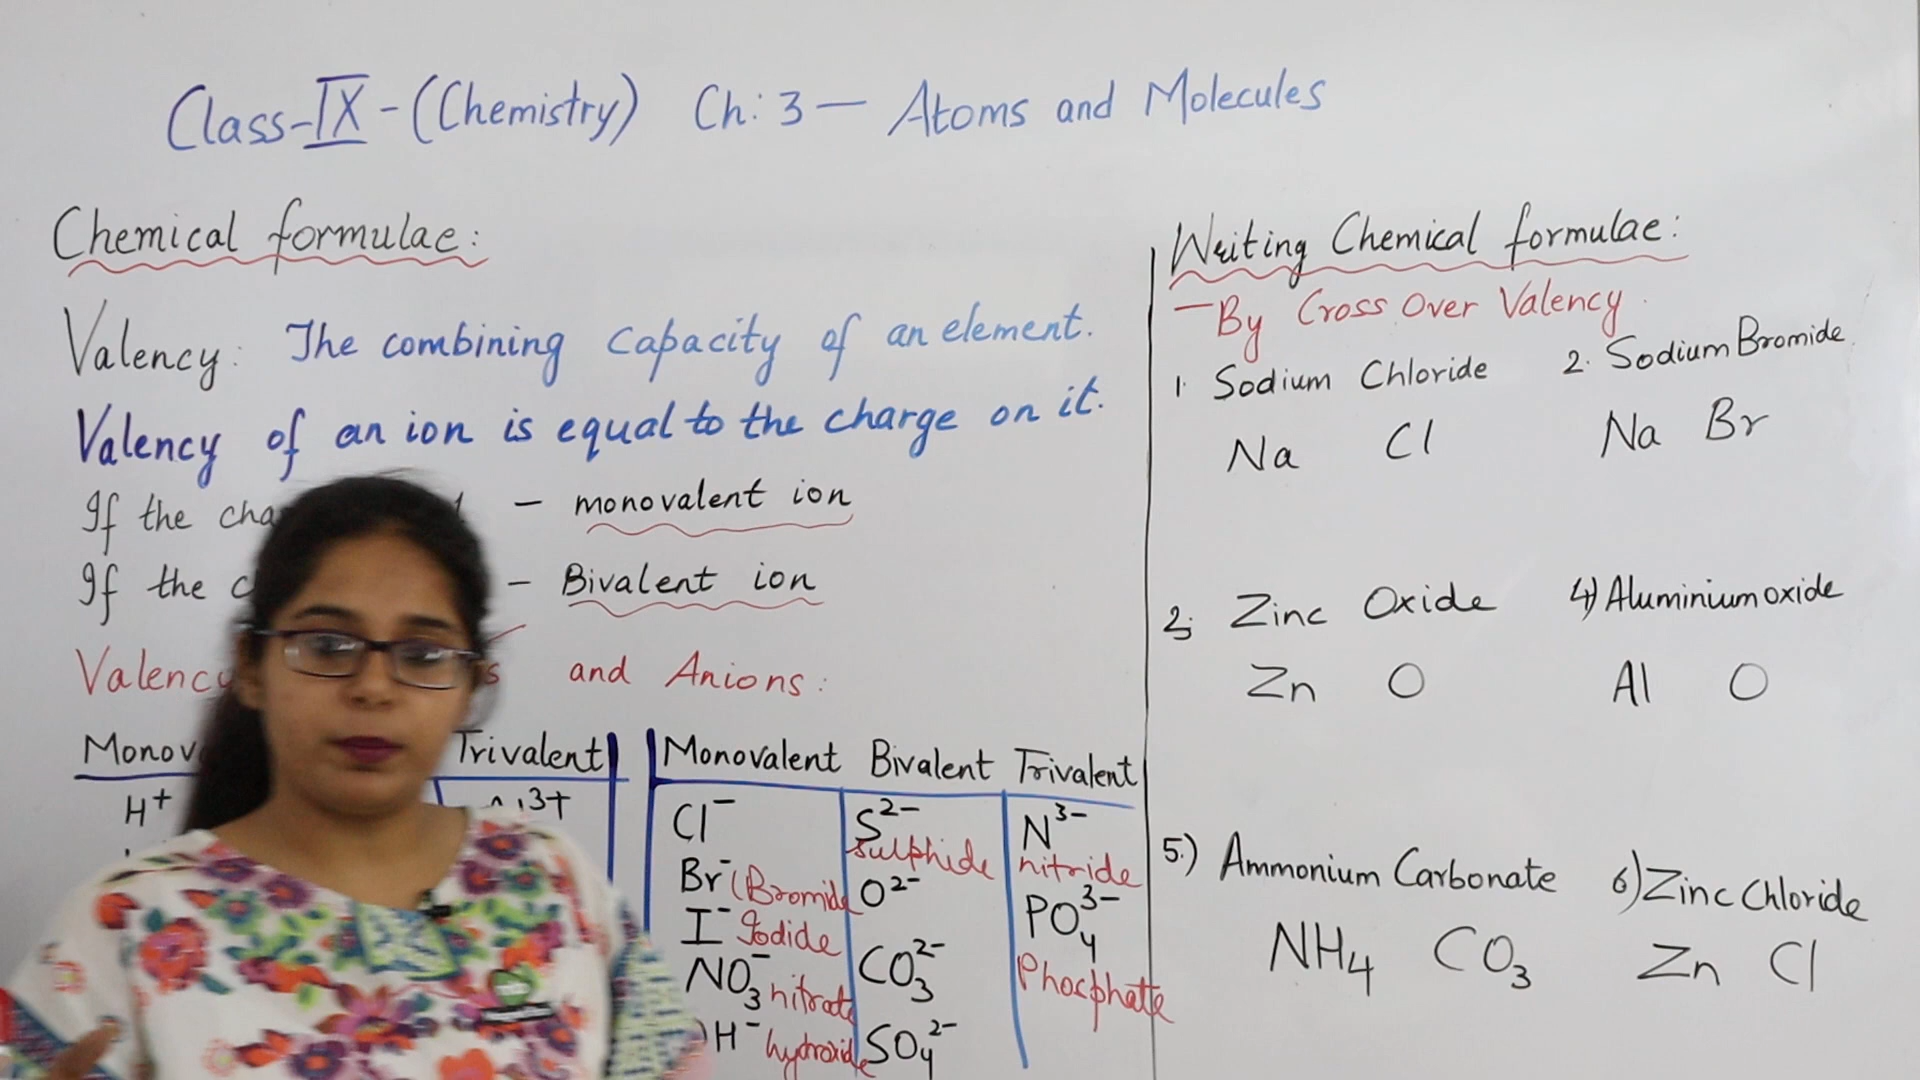 Class-IX-(Chemistry) Ch: 3 — Atoms and Molecules
Chemical formulae:
Valency: The combining capacity of an element.
Valency of an ion is equal to the charge on it.
If the – monovalent ion
If the – Bivalent ion
Valency and Anions:
Trivalent
H+
3+
Monovalent Bivalent Trivalent
Cl⁻ S²⁻ N³⁻
sulphide nitride
Br⁻ (Bromide O²⁻ PO₄³⁻
I⁻ Iodide
NO₃⁻ nitrate CO₃²⁻ Phosphate
H⁻ hydroxide SO₄²⁻
Writing Chemical formulae:
– By Cross Over Valency.
1. Sodium Chloride 2. Sodium Bromide.
Na Cl Na Br
3. Zinc Oxide 4) Aluminium oxide
Zn O Al O
5.) Ammonium Carbonate 6) Zinc Chloride
NH₄ CO₃ Zn Cl